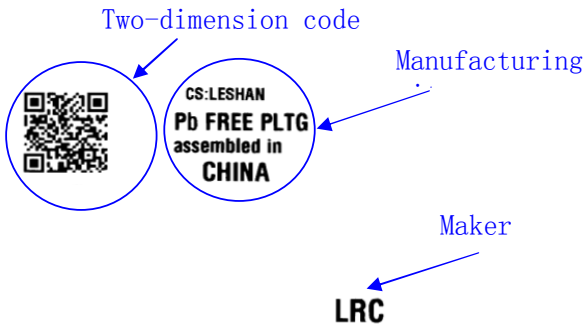 Two-dimension code
Manufacturing
CS:LESHAN
Pb FREE PLTG
assembled in
CHINA
Maker
LRC